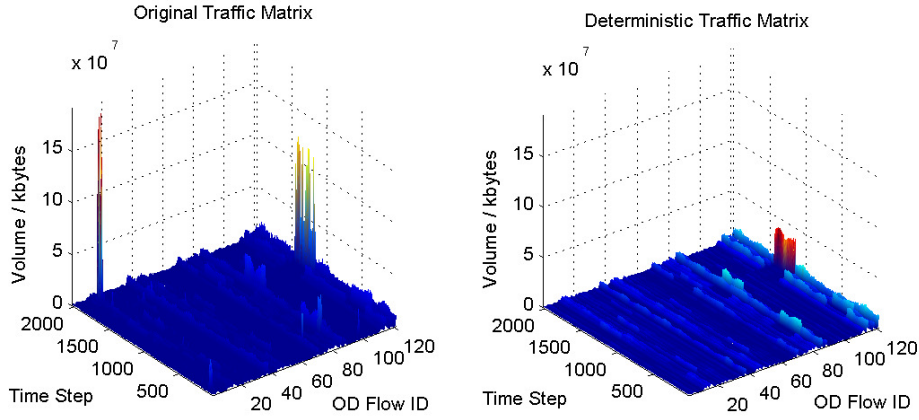 Original Traffic Matrix
x 10 7
Volume / kbytes
15
10
5
0
2000
1500
1000
500
Time Step
20
40
60
80
100
120
OD Flow ID
Deterministic Traffic Matrix
x 10 7
Volume / kbytes
15
10
5
0
2000
1500
1000
500
Time Step
20
40
60
80
100
120
OD Flow ID